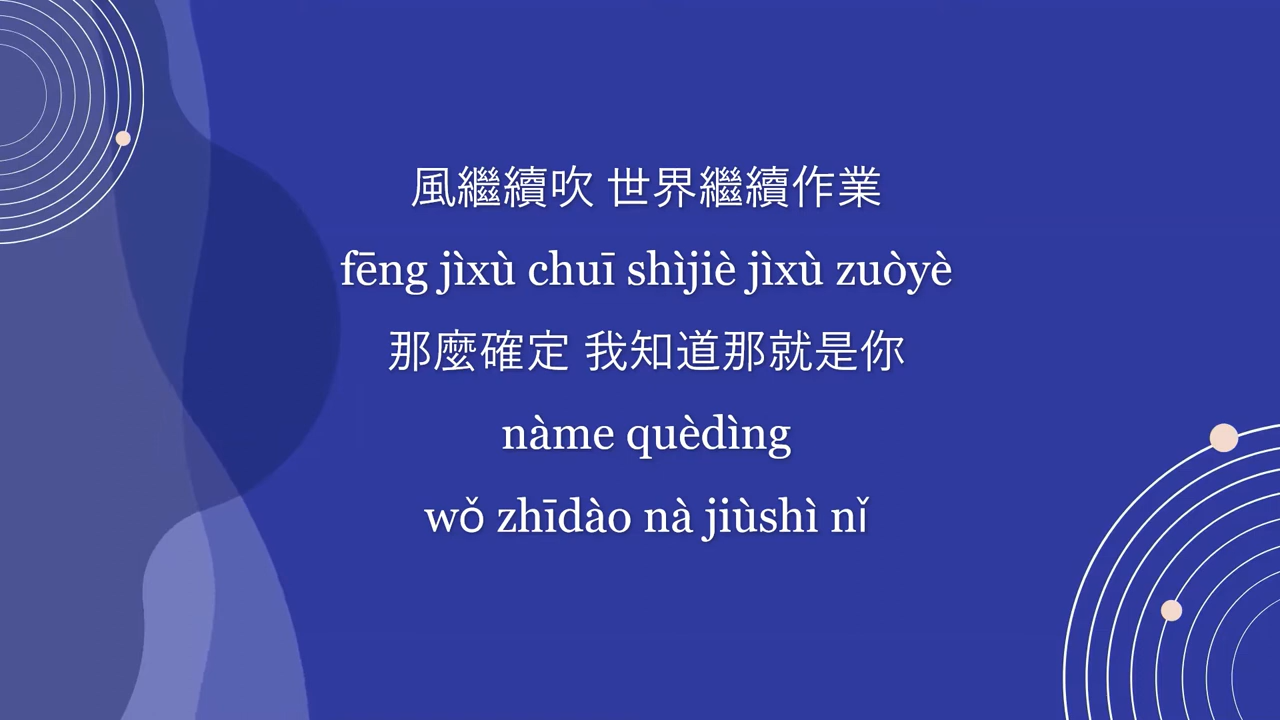 風繼續吹 世界繼續作業
fēng jìxù chuī shìjiè jìxù zuòyè
那麼確定 我知道那就是你
nàme quèdìng
wǒ zhīdào nà jiùshì nǐ